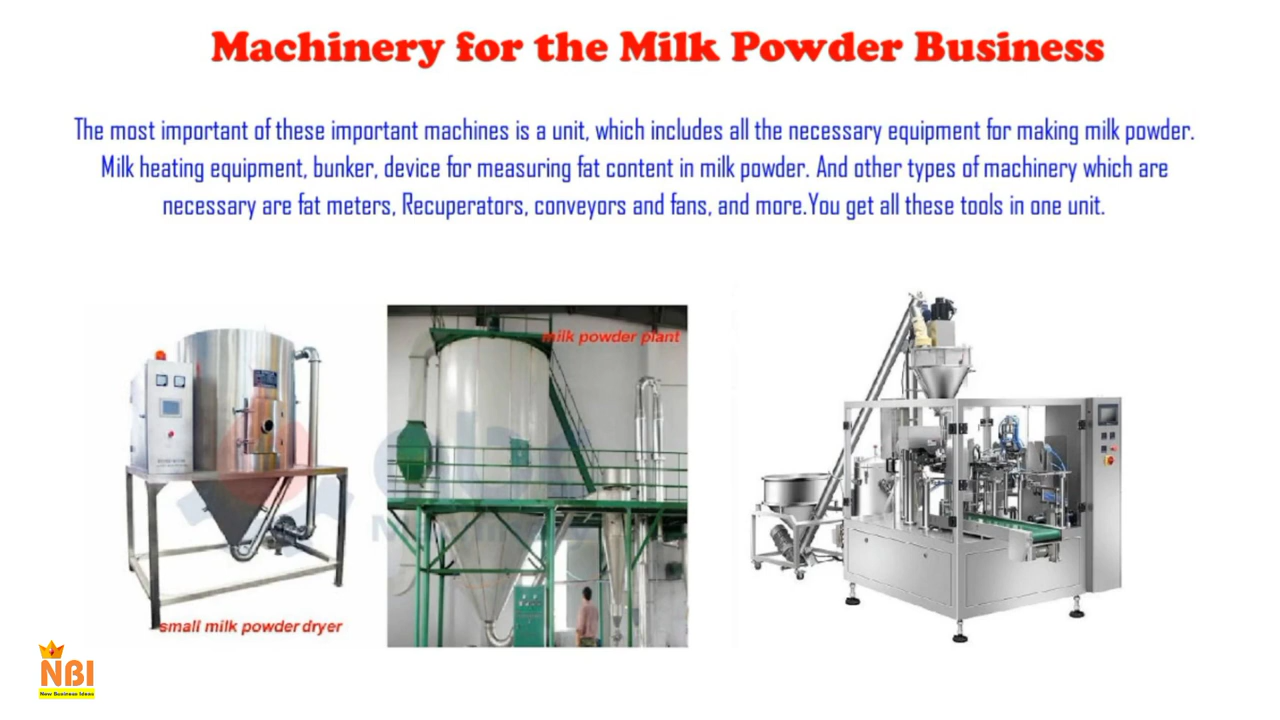 Machinery for the Milk Powder Business
The most important of these important machines is a unit, which includes all the necessary equipment for making milk powder.
Milk heating equipment, bunker, device for measuring fat content in milk powder. And other types of machinery which are
necessary are fat meters, Recuperators, conveyors and fans, and more.You get all these tools in one unit.
milk powder plant
small milk powder dryer
NBI
New Business Ideas